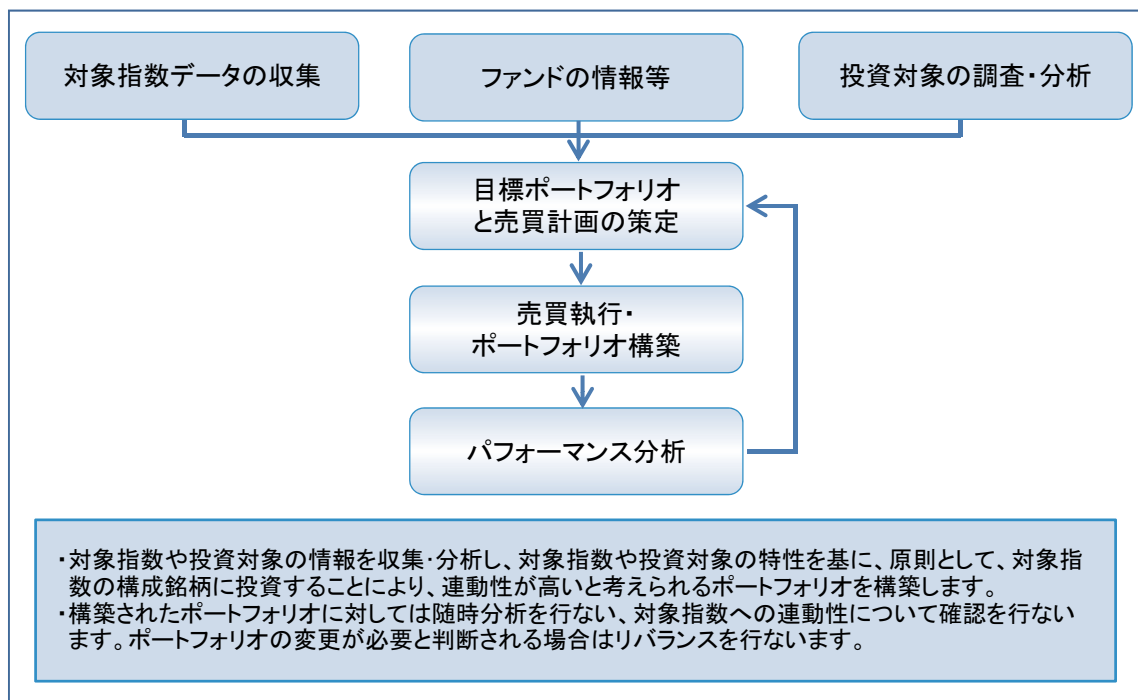 対象指数データの収集
ファンドの情報等
投資対象の調査・分析
目標ポートフォリオ
と売買計画の策定
売買執行・
ポートフォリオ構築
パフォーマンス分析
・対象指数や投資対象の情報を収集・分析し、対象指数や投資対象の特性を基に、原則として、対象指
数の構成銘柄に投資することにより、連動性が高いと考えられるポートフォリオを構築します。
・構築されたポートフォリオに対しては随時分析を行ない、対象指数への連動性について確認を行ない
ます。ポートフォリオの変更が必要と判断される場合はリバランスを行ないます。